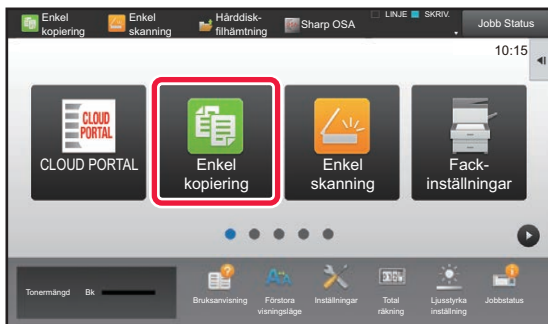 Enkel
kopiering
Enkel
skanning
Hårddisk-
filhämtning
Sharp OSA
LINJE
SKRIV.
Jobb Status
10:15
CLOUD
PORTAL
CLOUD PORTAL
Enkel
kopiering
Enkel
skanning
Fack-
inställningar
Tonermängd
Bk
Bruksanvisning
Förstora
visningsläge
Inställningar
Total
räkning
Ljusstyrka
inställning
Jobbstatus